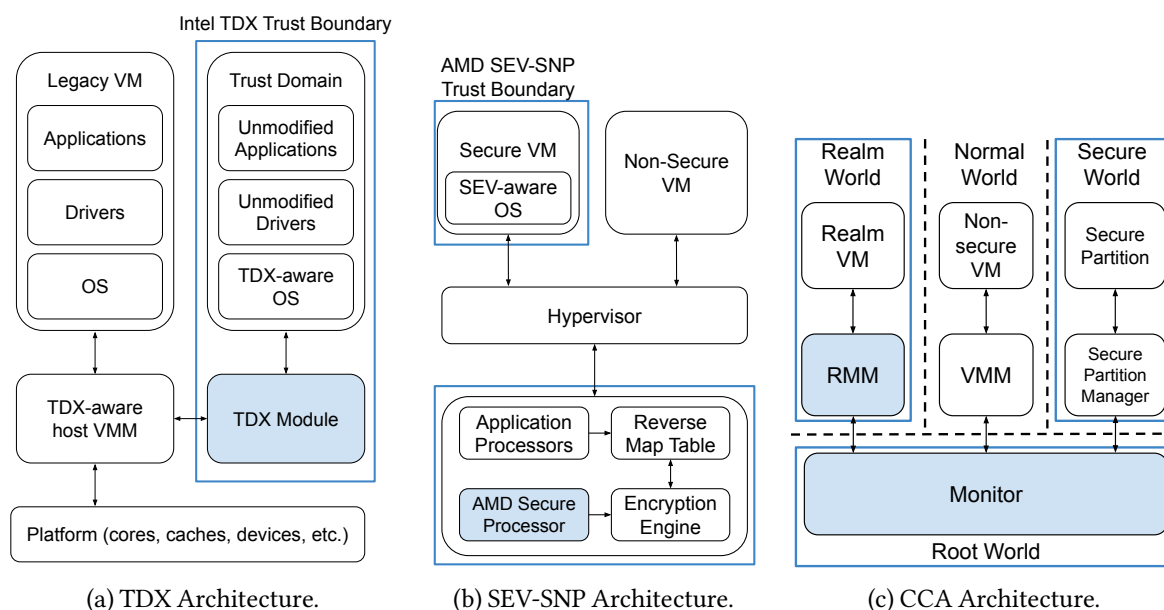 Intel TDX Trust Boundary
Legacy VM
Applications
Drivers
OS
Trust Domain
Unmodified
Applications
Unmodified
Drivers
TDX-aware
OS
TDX-aware
host VMM
TDX Module
Platform (cores, caches, devices, etc.)
(a) TDX Architecture.
AMD SEV-SNP
Trust Boundary
Secure VM
SEV-aware
OS
Non-Secure
VM
Hypervisor
Application
Processors
Reverse
Map Table
AMD Secure
Processor
Encryption
Engine
(b) SEV-SNP Architecture.
Realm
World
Normal
World
Secure
World
Realm
VM
Non-
secure
VM
Secure
Partition
RMM
VMM
Secure
Partition
Manager
Monitor
Root World
(c) CCA Architecture.